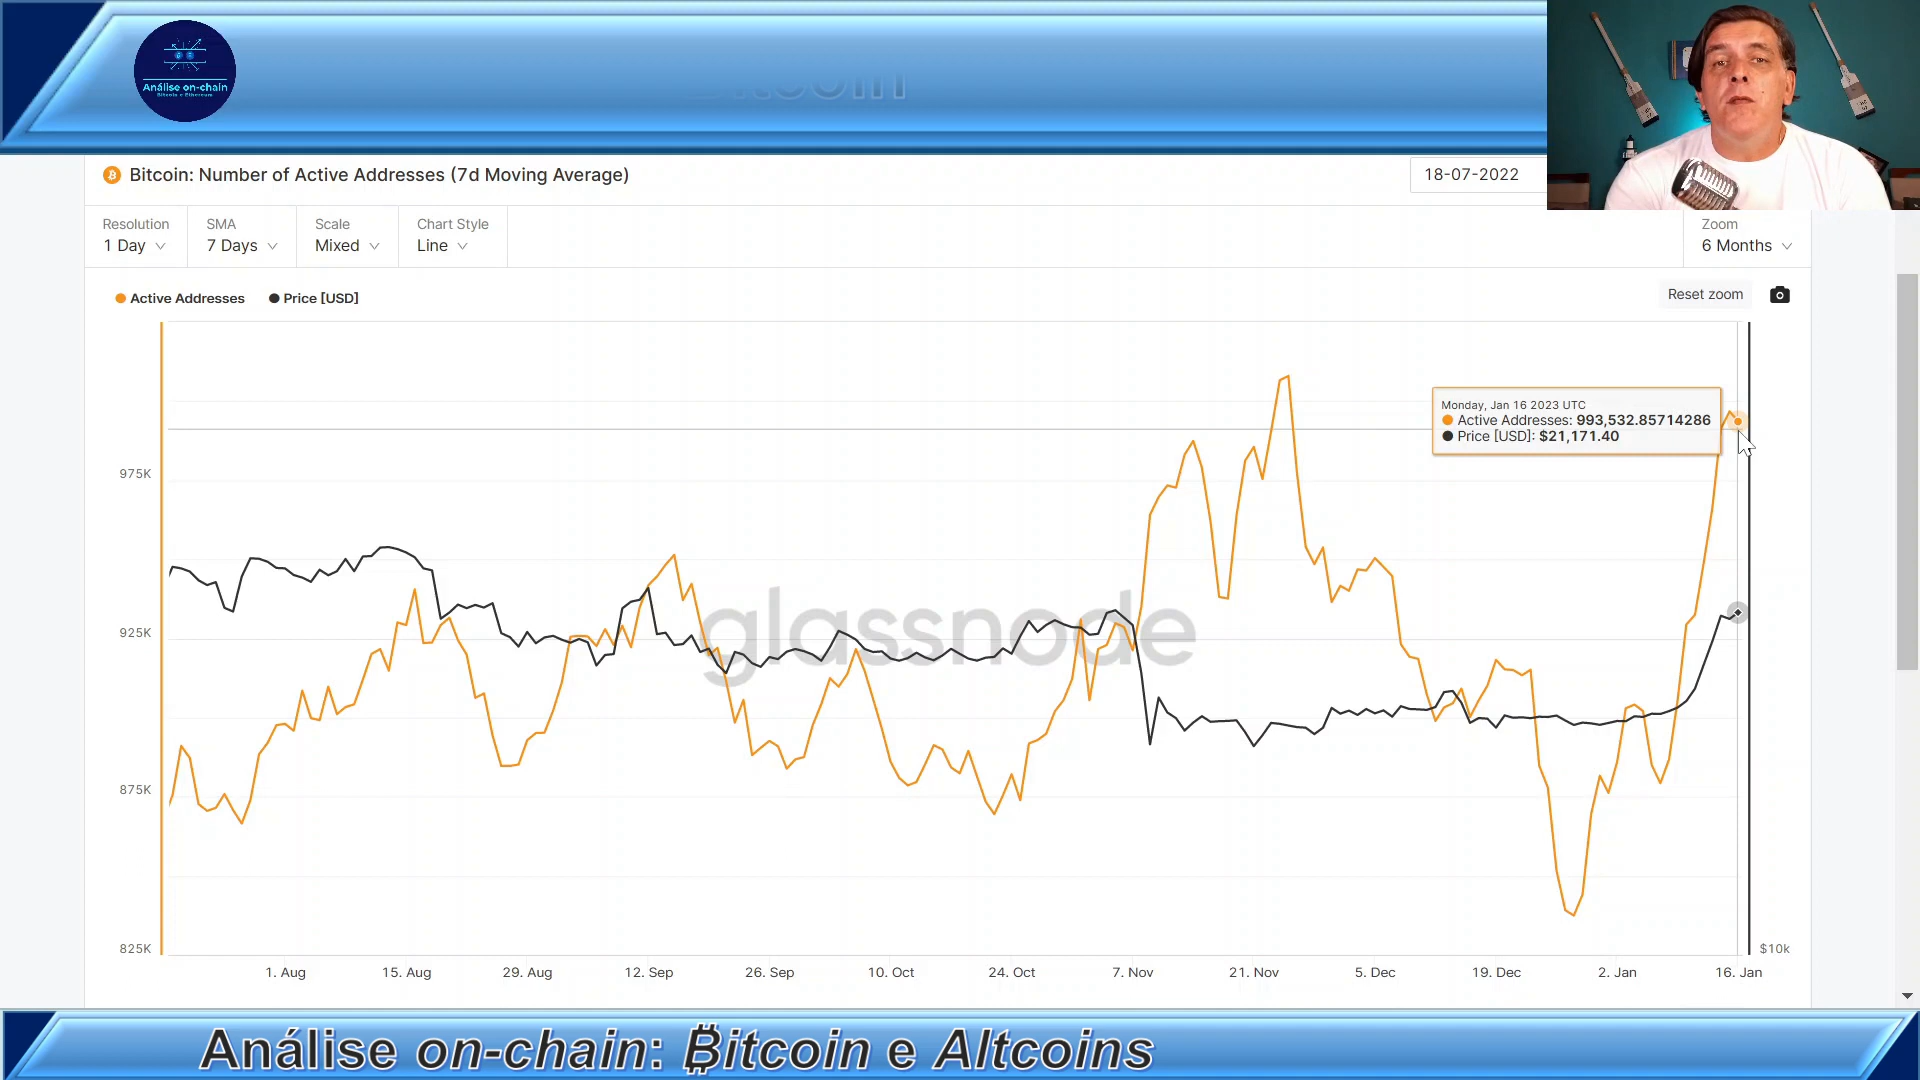 Análise on-chain
Bitcoin e Ethereum
Bitcoin: Number of Active Addresses (7d Moving Average)
18-07-2022
Resolution
1 Day
SMA
7 Days
Scale
Mixed
Chart Style
Line
Zoom
6 Months
Active Addresses
Price [USD]
Reset zoom
Monday, Jan 16 2023 UTC
Active Addresses: 993,532.85714286
Price [USD]: $21,171.40
975K
925K
glassnode
875K
825K
$10k
1. Aug
15. Aug
29. Aug
12. Sep
26. Sep
10. Oct
24. Oct
7. Nov
21. Nov
5. Dec
19. Dec
2. Jan
16. Jan
Análise on-chain: ₿itcoin e Altcoins